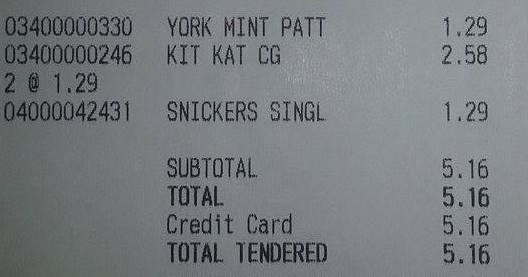 03400000330 YORK MINT PATT 1.29
03400000246 KIT KAT CG 2.58
2 @ 1.29
04000042431 SNICKERS SINGL 1.29
SUBTOTAL 5.16
TOTAL 5.16
Credit Card 5.16
TOTAL TENDERED 5.16